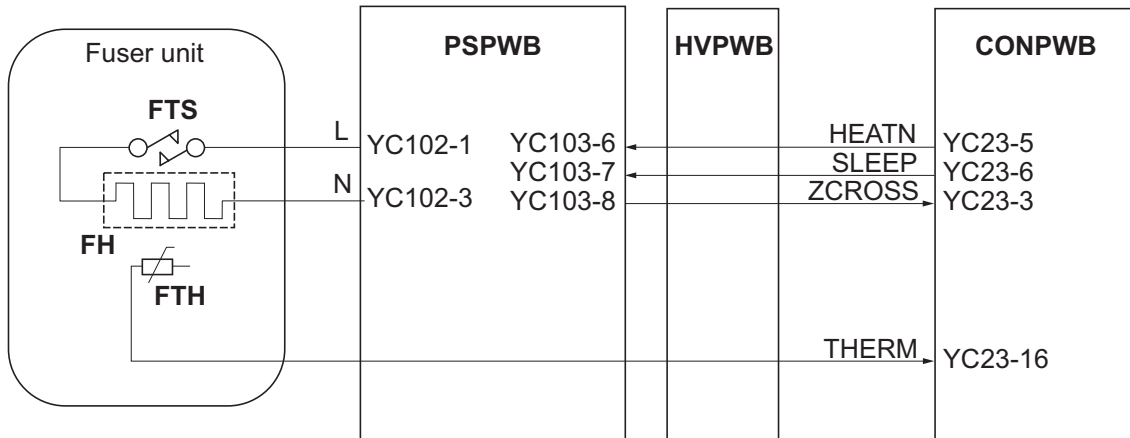 Fuser unit
FTS
FH
FTH
L
N
PSPWB
YC102-1
YC102-3
YC103-6
YC103-7
YC103-8
HVPWB
HEATN
SLEEP
ZCROSS
THERM
CONPWB
YC23-5
YC23-6
YC23-3
YC23-16